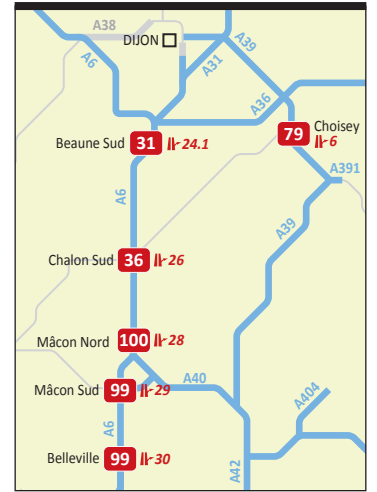 A38
DIJON
A39
A6
A31
A36
Beaune Sud 31 24.1
79 Choisey
6
A391
A6
A39
Chalon Sud 36 26
Mâcon Nord 100 28
A40
Mâcon Sud 99 29
A404
A6
Belleville 99 30
A42